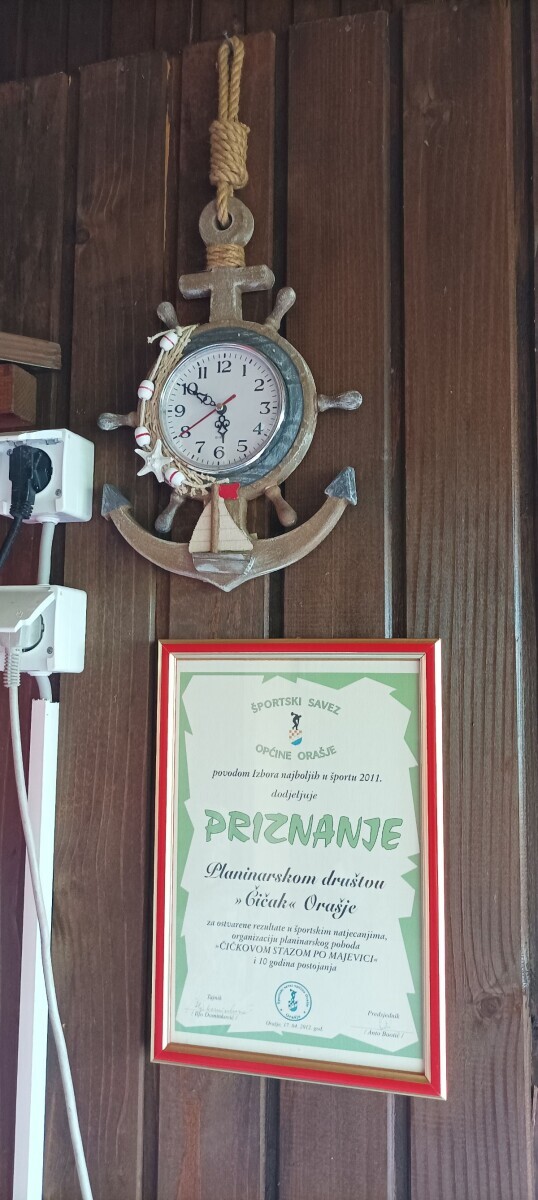 12
11
10
9
8
7
6
5
4
3
2
1
ŠPORTSKI SAVEZ
OPĆINE ORAŠJE
povodom Izbora najboljih u športu 2011.
dodjeljuje
PRIZNANJE
Planinarskom društvu
»Čičak« Orašje
za ostvarene rezultate u športskim natjecanjima,
organizaciju planinarskog pohoda
»ČIČKOVOM STAZOM PO MAJEVICI«
i 10 godina postojanja
Tajnik
Predsjednik
Orašje